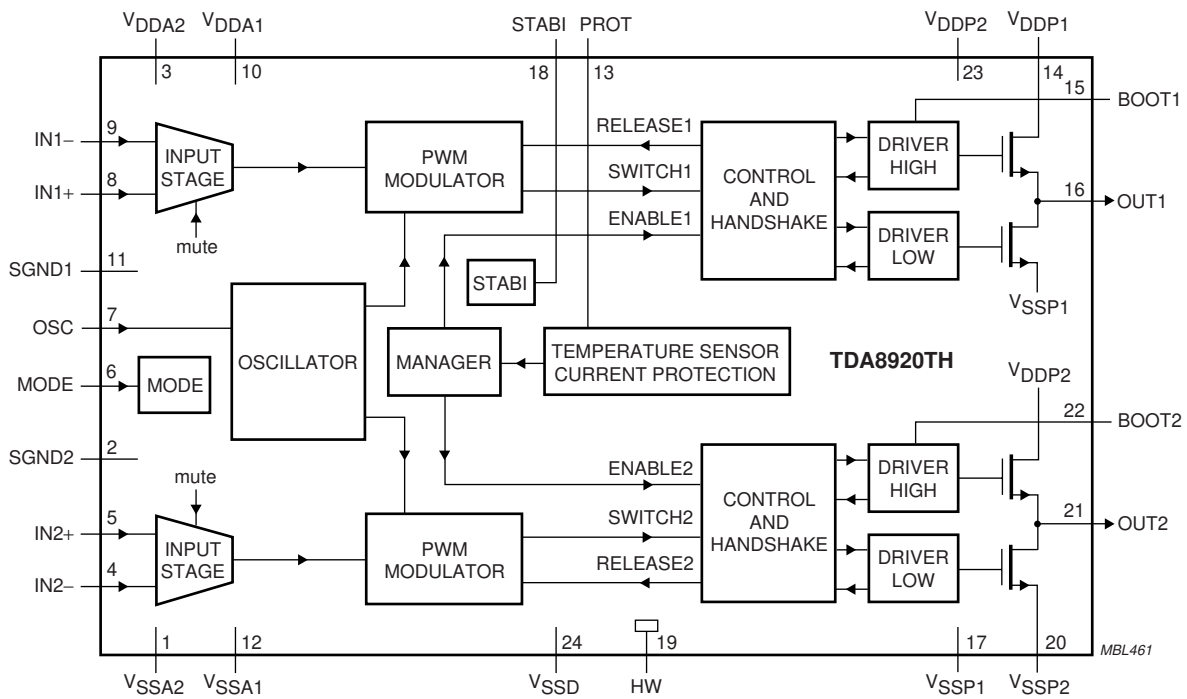 VDDA2 VDDA1 STABI PROT VDDP2 VDDP1
3 10 18 13 23 14
15 BOOT1
IN1− 9
INPUT STAGE
PWM MODULATOR
RELEASE1
CONTROL AND HANDSHAKE
DRIVER HIGH
IN1+ 8
SWITCH1
16 OUT1
mute
ENABLE1
DRIVER LOW
SGND1 11
STABI
VSSP1
OSC 7
OSCILLATOR
MANAGER
TEMPERATURE SENSOR
CURRENT PROTECTION
TDA8920TH
MODE 6
MODE
VDDP2
22 BOOT2
SGND2 2
mute
ENABLE2
CONTROL AND HANDSHAKE
DRIVER HIGH
IN2+ 5
INPUT STAGE
PWM MODULATOR
SWITCH2
21 OUT2
IN2− 4
RELEASE2
DRIVER LOW
1 12 24 19 17 20
MBL461
VSSA2 VSSA1 VSSD HW VSSP1 VSSP2